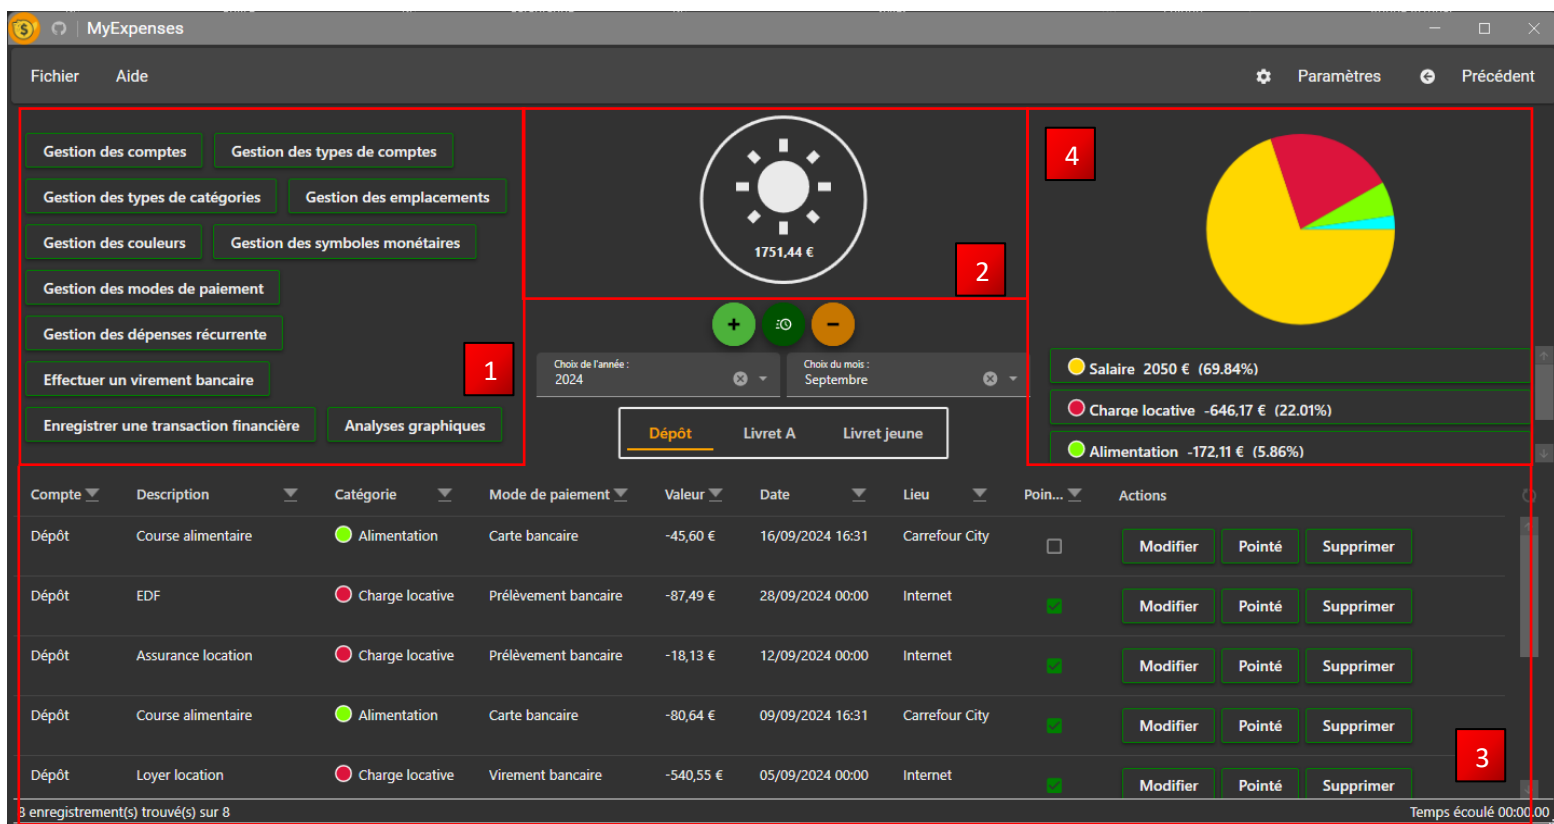 MyExpenses
Fichier Aide Paramètres Précédent
Gestion des comptes Gestion des types de comptes
Gestion des types de catégories Gestion des emplacements
Gestion des couleurs Gestion des symboles monétaires
Gestion des modes de paiement
Gestion des dépenses récurrente
Effectuer un virement bancaire
Enregistrer une transaction financière Analyses graphiques
1
1751,44 €
2
Choix de l'année :
2024
Choix du mois :
Septembre
Dépôt Livret A Livret jeune
4
Salaire 2050 € (69.84%)
Charge locative -646,17 € (22.01%)
Alimentation -172,11 € (5.86%)
Compte Description Catégorie Mode de paiement Valeur Date Lieu Poin... Actions
Dépôt Course alimentaire Alimentation Carte bancaire -45,60 € 16/09/2024 16:31 Carrefour City Modifier Pointé Supprimer
Dépôt EDF Charge locative Prélèvement bancaire -87,49 € 28/09/2024 00:00 Internet Modifier Pointé Supprimer
Dépôt Assurance location Charge locative Prélèvement bancaire -18,13 € 12/09/2024 00:00 Internet Modifier Pointé Supprimer
Dépôt Course alimentaire Alimentation Carte bancaire -80,64 € 09/09/2024 16:31 Carrefour City Modifier Pointé Supprimer
Dépôt Loyer location Charge locative Virement bancaire -540,55 € 05/09/2024 00:00 Internet Modifier Pointé Supprimer
3
8 enregistrement(s) trouvé(s) sur 8 Temps écoulé 00:00.00